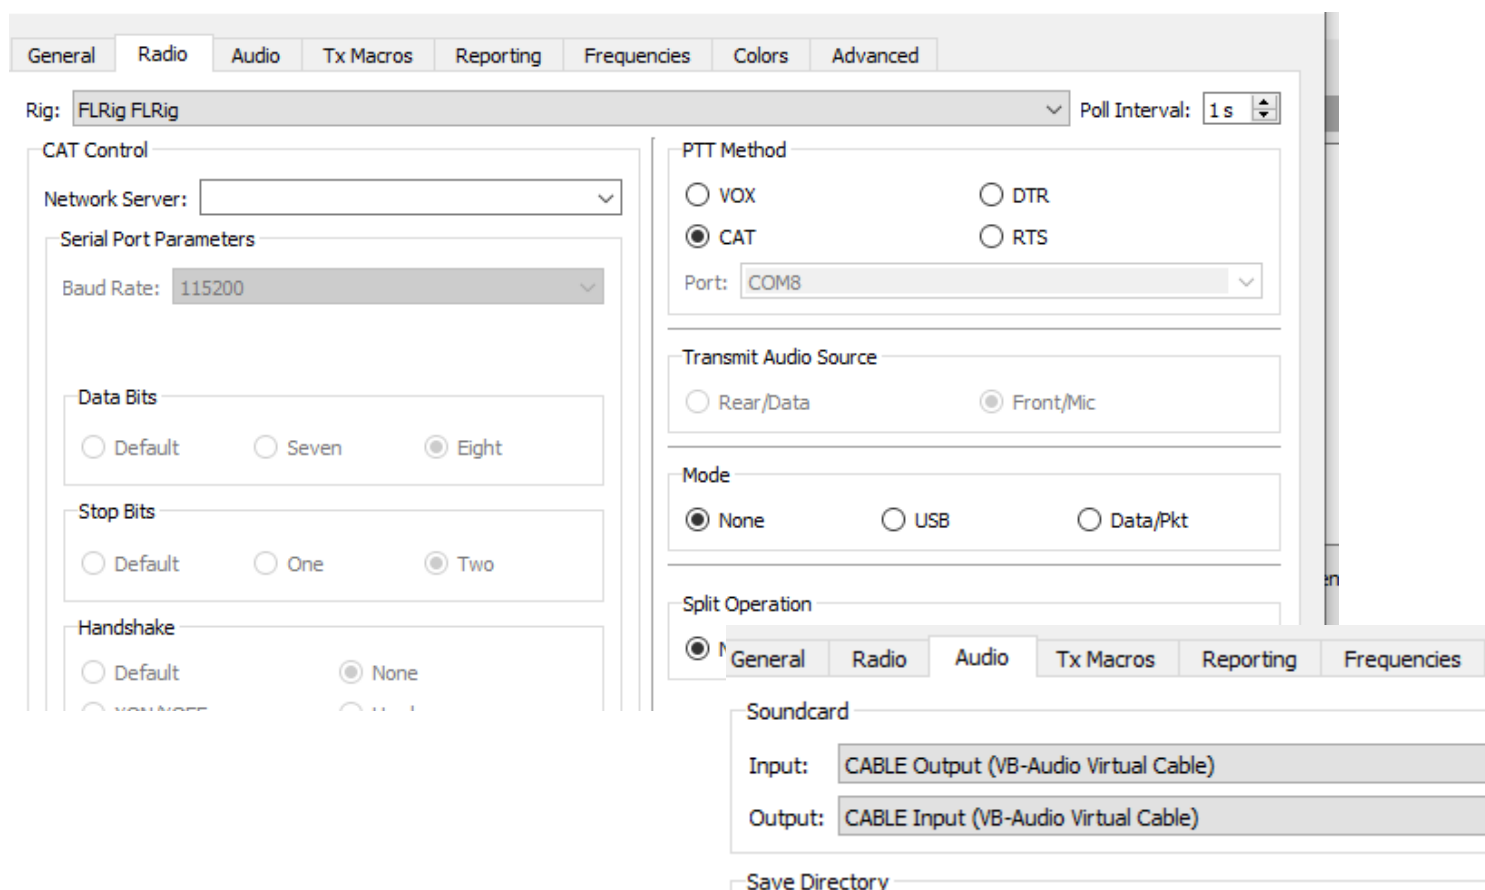 General Radio Audio Tx Macros Reporting Frequencies Colors Advanced
Rig: FLRig FLRig Poll Interval: 1 s
CAT Control
Network Server:
Serial Port Parameters
Baud Rate: 115200
Data Bits
Default Seven Eight
Stop Bits
Default One Two
Handshake
Default None
PTT Method
VOX DTR
CAT RTS
Port: COM8
Transmit Audio Source
Rear/Data Front/Mic
Mode
None USB Data/Pkt
Split Operation
en
General Radio Audio Tx Macros Reporting Frequencies
Soundcard
Input: CABLE Output (VB-Audio Virtual Cable)
Output: CABLE Input (VB-Audio Virtual Cable)
Save Directory